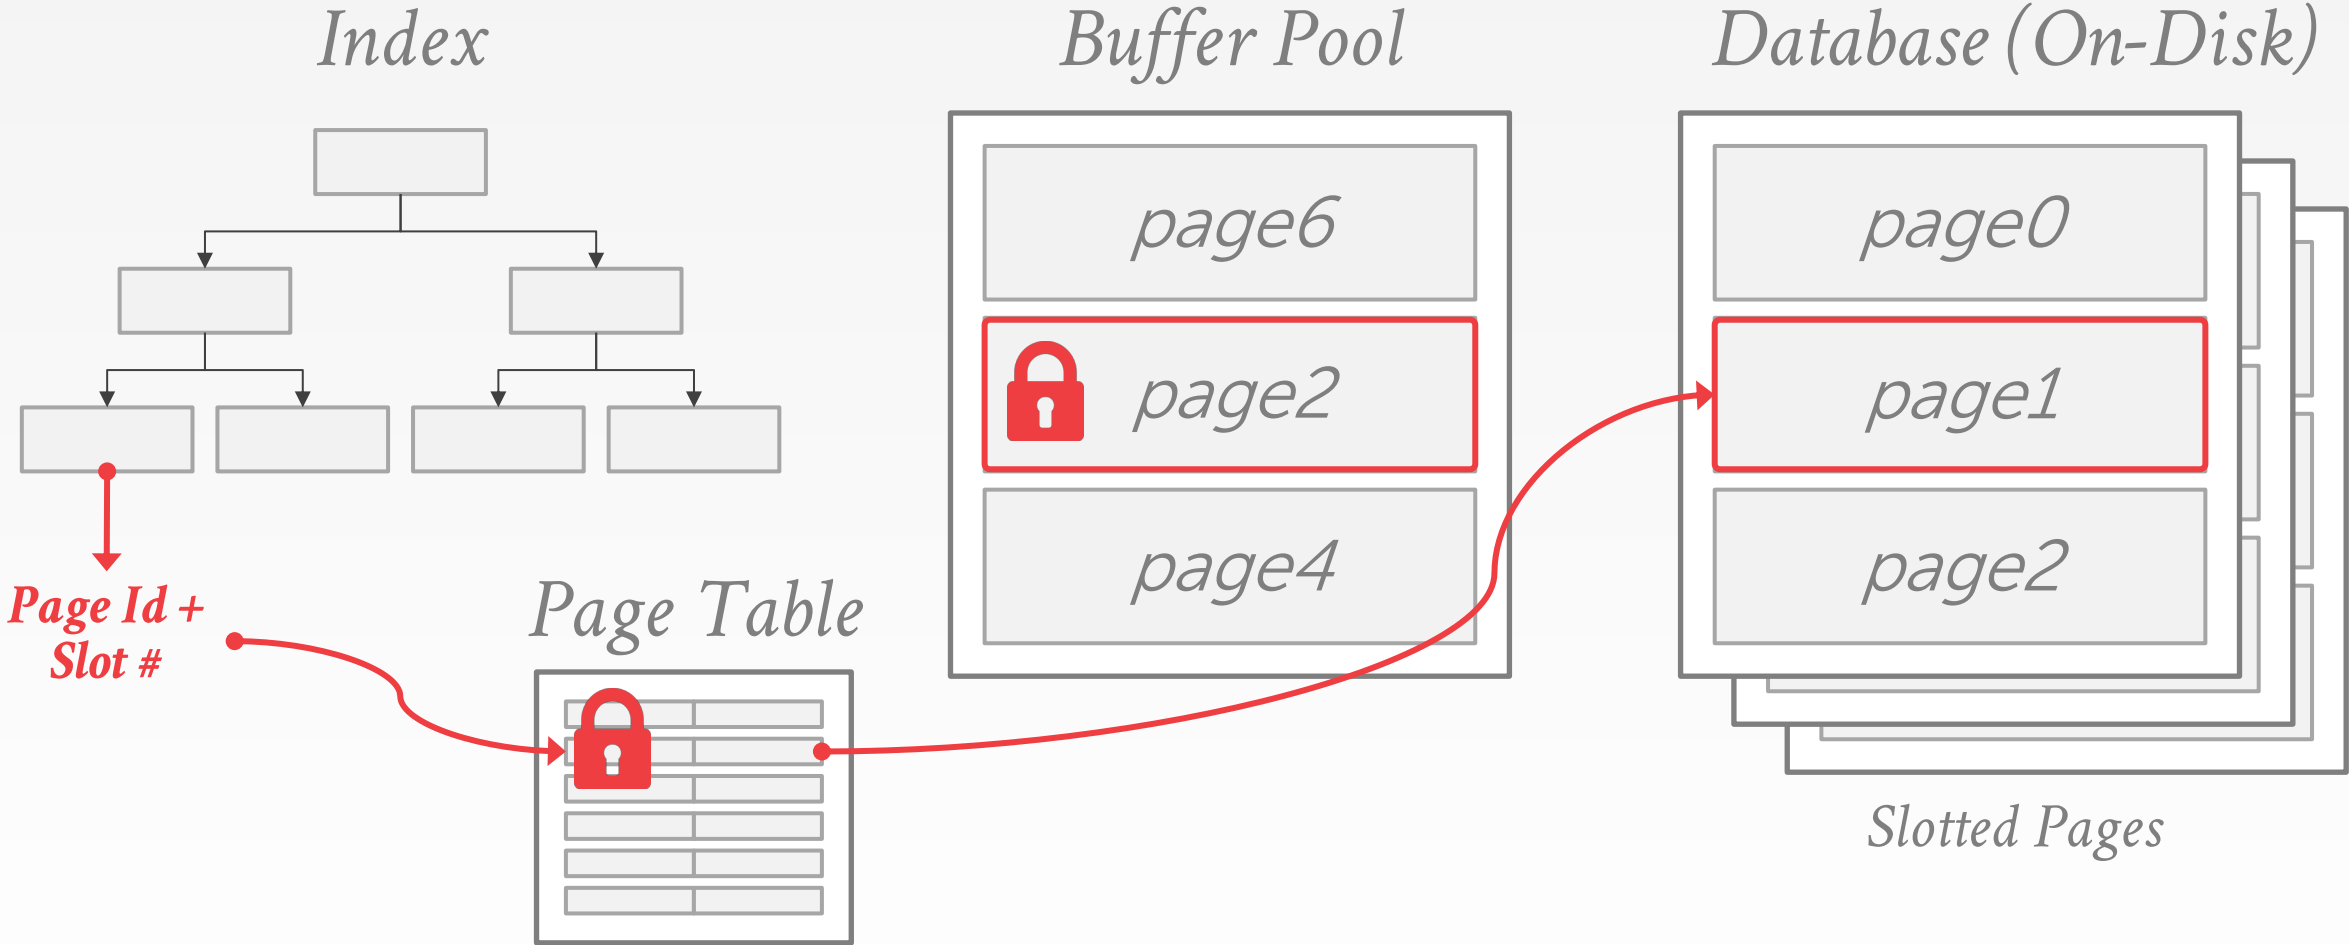 Index
Buffer Pool
Database (On-Disk)
page6
page2
page4
page0
page1
page2
Page Id +
Slot #
Page Table
Slotted Pages